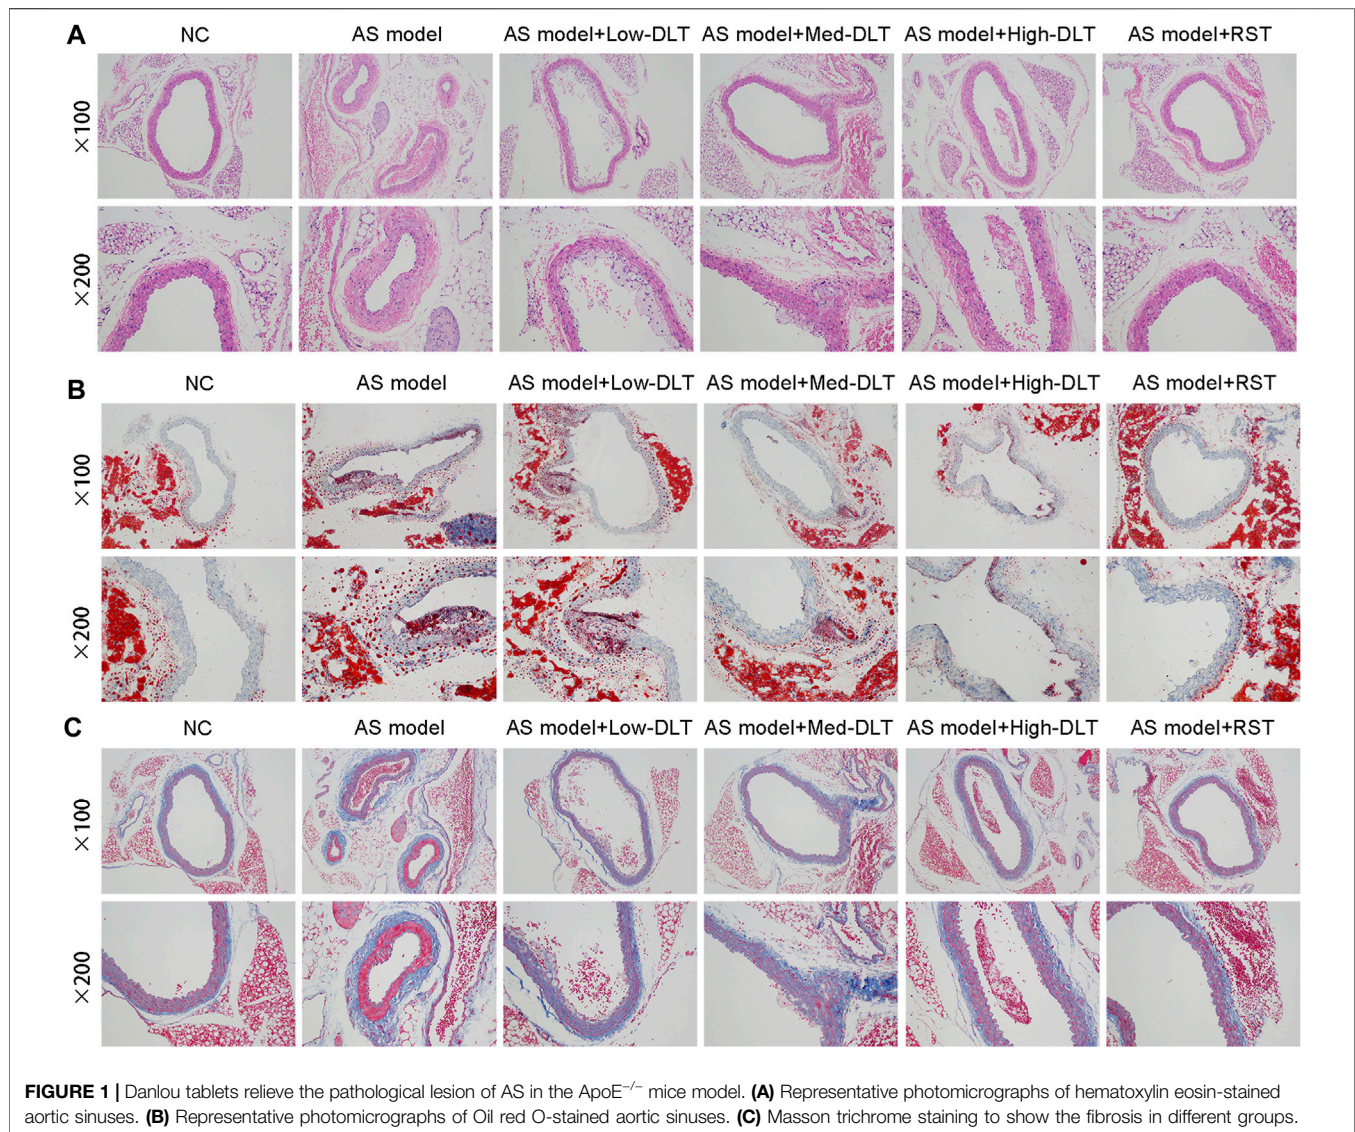 A
NC AS model AS model+Low-DLT AS model+Med-DLT AS model+High-DLT AS model+RST
×100
×200
B
NC AS model AS model+Low-DLT AS model+Med-DLT AS model+High-DLT AS model+RST
×100
×200
C
NC AS model AS model+Low-DLT AS model+Med-DLT AS model+High-DLT AS model+RST
×100
×200
FIGURE 1 | Danlou tablets relieve the pathological lesion of AS in the ApoE−/− mice model. (A) Representative photomicrographs of hematoxylin eosin-stained
aortic sinuses. (B) Representative photomicrographs of Oil red O-stained aortic sinuses. (C) Masson trichrome staining to show the fibrosis in different groups.